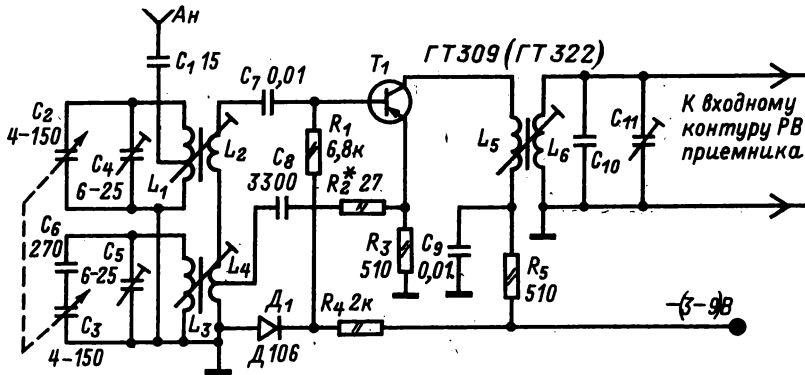 Ан
C₁ 15
C₂
4-150
C₄
6-25
L₁
L₂
C₇ 0,01
T₁
ГТ309 (ГТ322)
R₁
6,8к
C₈
3300
R₂* 27
R₃
510
C₉
0,01
L₅
L₆
C₁₀
C₁₁
К входному
контуру РВ
приемника
C₆
270
C₅
6-25
C₃
4-150
L₃
L₄
Д₁
Д106
R₄ 2к
R₅
510
-(3-9)В